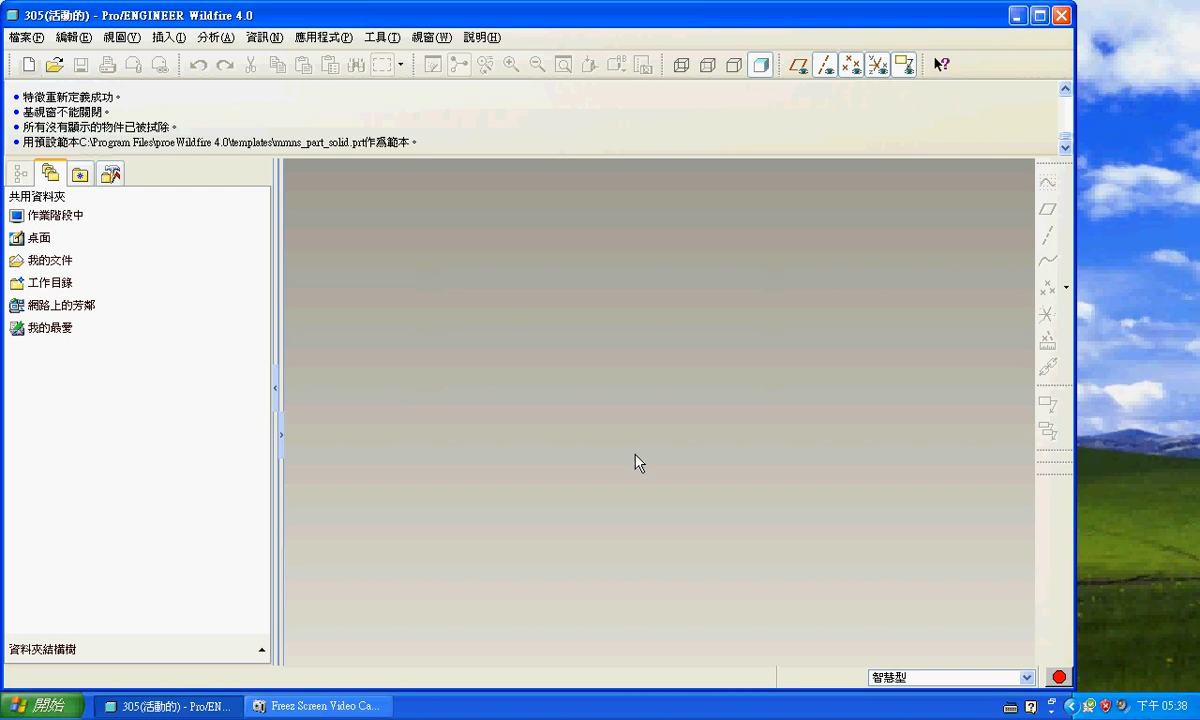 305(活動的) - Pro/ENGINEER Wildfire 4.0
檔案(F) 編輯(E) 視圖(V) 插入(I) 分析(A) 資訊(N) 應用程式(P) 工具(T) 視窗(W) 說明(H)
• 特徵重新定義成功。
• 基視窗不能關閉。
• 所有沒有顯示的物件已被拭除。
• 用預設範本C:\Program Files\proeWildfire 4.0\templates\mmns_part_solid.prt作為範本。
共用資料夾
作業階段中
桌面
我的文件
工作目錄
網路上的芳鄰
我的最愛
資料夾結構樹
智慧型
開始 305(活動的) - Pro/EN... Freez Screen Video Ca... 下午 05:38